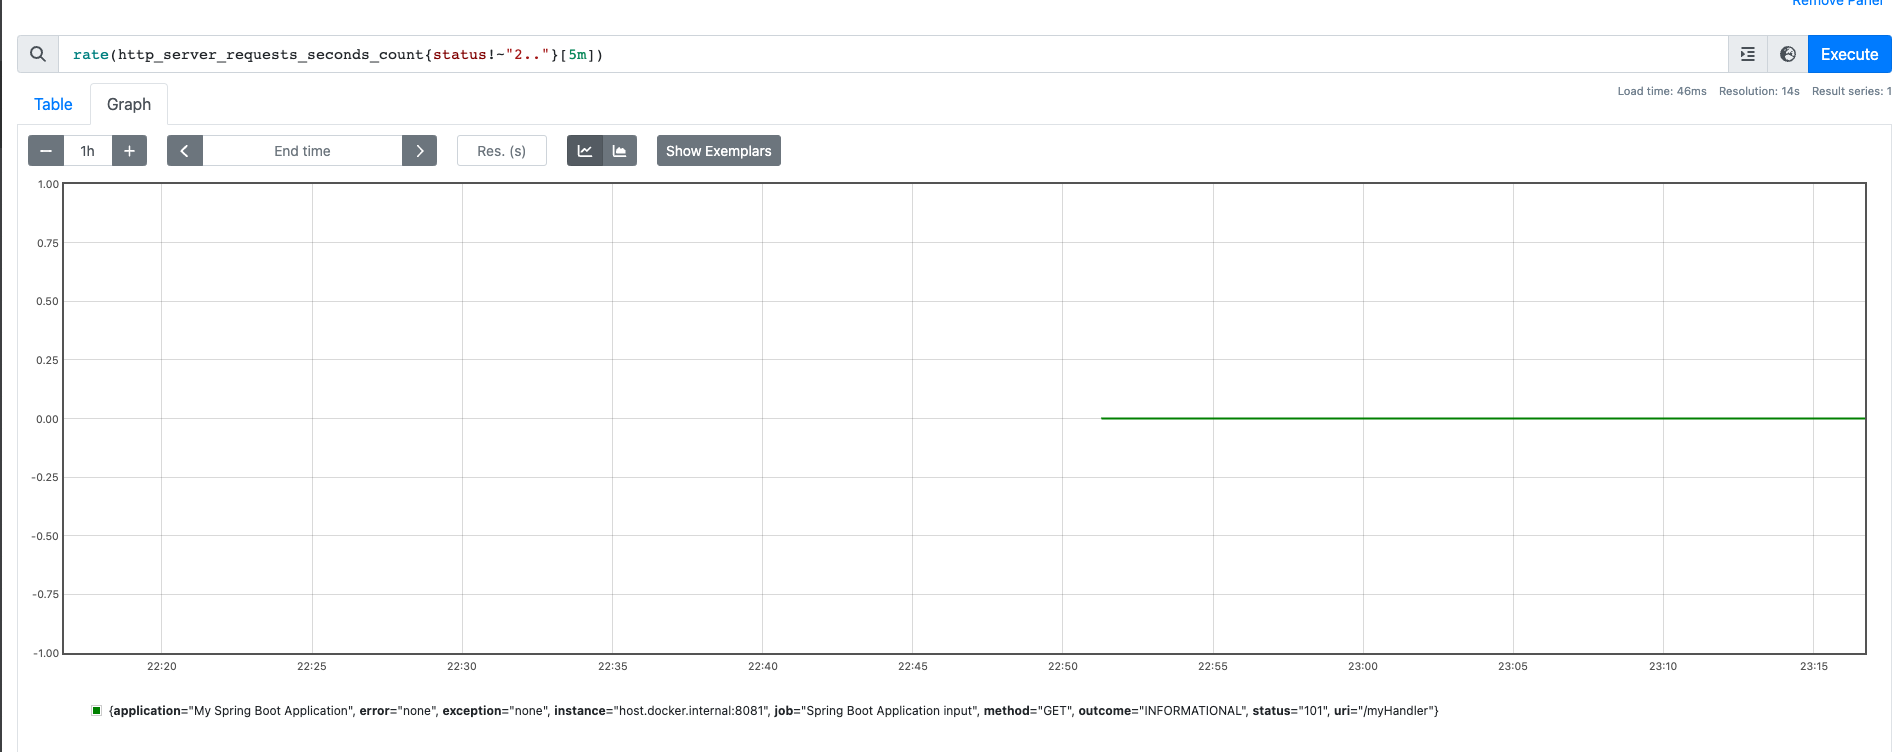 Remove Panel
rate(http_server_requests_seconds_count{status!~"2.."}[5m])
Execute
Load time: 46ms Resolution: 14s Result series: 1
Table Graph
1h End time Res. (s) Show Exemplars
1.00
0.75
0.50
0.25
0.00
-0.25
-0.50
-0.75
-1.00
22:20 22:25 22:30 22:35 22:40 22:45 22:50 22:55 23:00 23:05 23:10 23:15
{application="My Spring Boot Application", error="none", exception="none", instance="host.docker.internal:8081", job="Spring Boot Application input", method="GET", outcome="INFORMATIONAL", status="101", uri="/myHandler"}